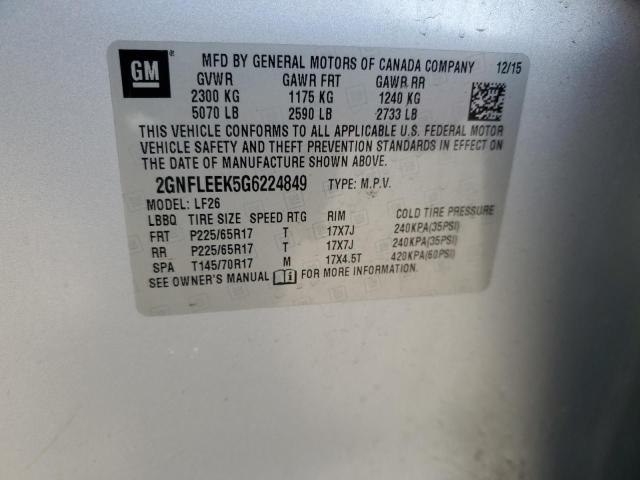 GM
MFD BY GENERAL MOTORS OF CANADA COMPANY 12/15
GVWR GAWR FRT GAWR RR
2300 KG 1175 KG 1240 KG
5070 LB 2590 LB 2733 LB
THIS VEHICLE CONFORMS TO ALL APPLICABLE U.S. FEDERAL MOTOR
VEHICLE SAFETY AND THEFT PREVENTION STANDARDS IN EFFECT ON
THE DATE OF MANUFACTURE SHOWN ABOVE.
2GNFLEEK5G6224849 TYPE: M.P.V.
MODEL: LF26
LBBQ TIRE SIZE SPEED RTG RIM COLD TIRE PRESSURE
FRT P225/65R17 T 17X7J 240KPA(35PSI)
RR P225/65R17 T 17X7J 240KPA(35PSI)
SPA T145/70R17 M 17X4.5T 420KPA(60PSI)
SEE OWNER'S MANUAL FOR MORE INFORMATION.